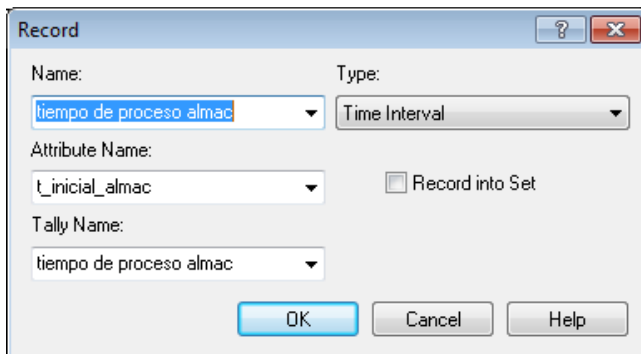 Record
Name:
Type:
tiempo de proceso almac
Time Interval
Attribute Name:
t_inicial_almac
Record into Set
Tally Name:
tiempo de proceso almac
OK
Cancel
Help